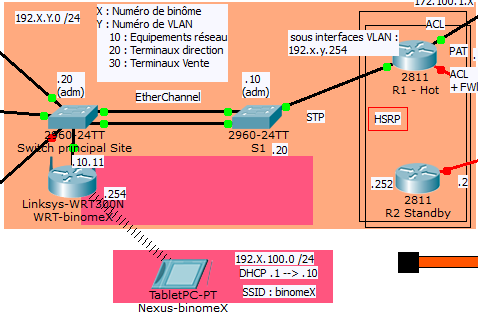 192.X.Y.0 /24
X : Numéro de binôme
Y : Numéro de VLAN
10 : Equipements réseau
20 : Terminaux direction
30 : Terminaux Vente
172.100.1.X
ACL
sous interfaces VLAN :
192.x.y.254
PAT
2811
R1 - Hot
ACL
+ FW
.20
(adm)
EtherChannel
.10
(adm)
2960-24TT
Switch principal Site
2960-24TT
S1
.20
STP
HSRP
.10.11
.254
Linksys-WRT300N
WRT-binomeX
.252
2811
R2 Standby
.2
192.X.100.0 /24
DHCP .1 --> .10
SSID : binomeX
TabletPC-PT
Nexus-binomeX